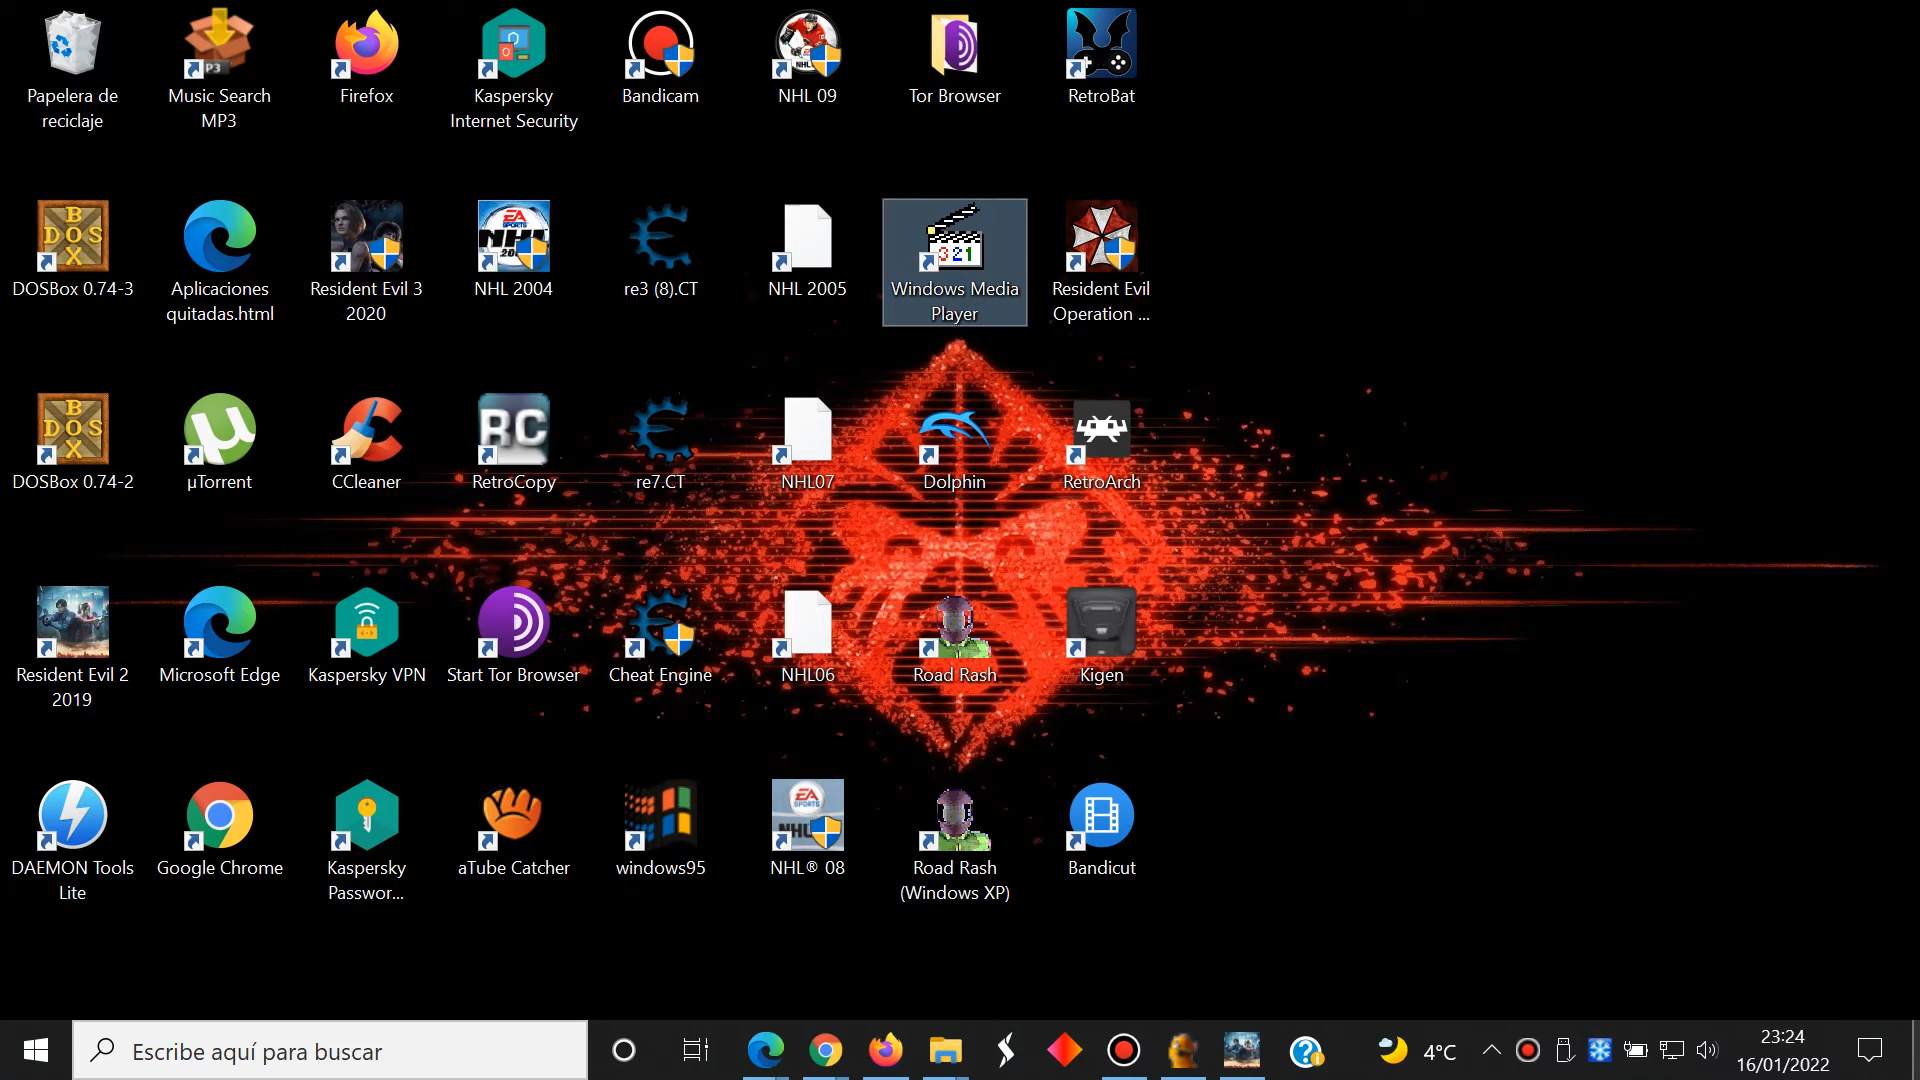 Papelera de
reciclaje
Music Search
MP3
Firefox
Kaspersky
Internet Security
Bandicam
NHL 09
Tor Browser
RetroBat
DOSBox 0.74-3
Aplicaciones
quitadas.html
Resident Evil 3
2020
NHL 2004
re3 (8).CT
NHL 2005
Windows Media
Player
Resident Evil
Operation ...
DOSBox 0.74-2
µTorrent
CCleaner
RetroCopy
re7.CT
NHL07
Dolphin
RetroArch
Resident Evil 2
2019
Microsoft Edge
Kaspersky VPN
Start Tor Browser
Cheat Engine
NHL06
Road Rash
Kigen
DAEMON Tools
Lite
Google Chrome
Kaspersky
Passwor...
aTube Catcher
windows95
NHL® 08
Road Rash
(Windows XP)
Bandicut
Escribe aquí para buscar
4°C
23:24
16/01/2022